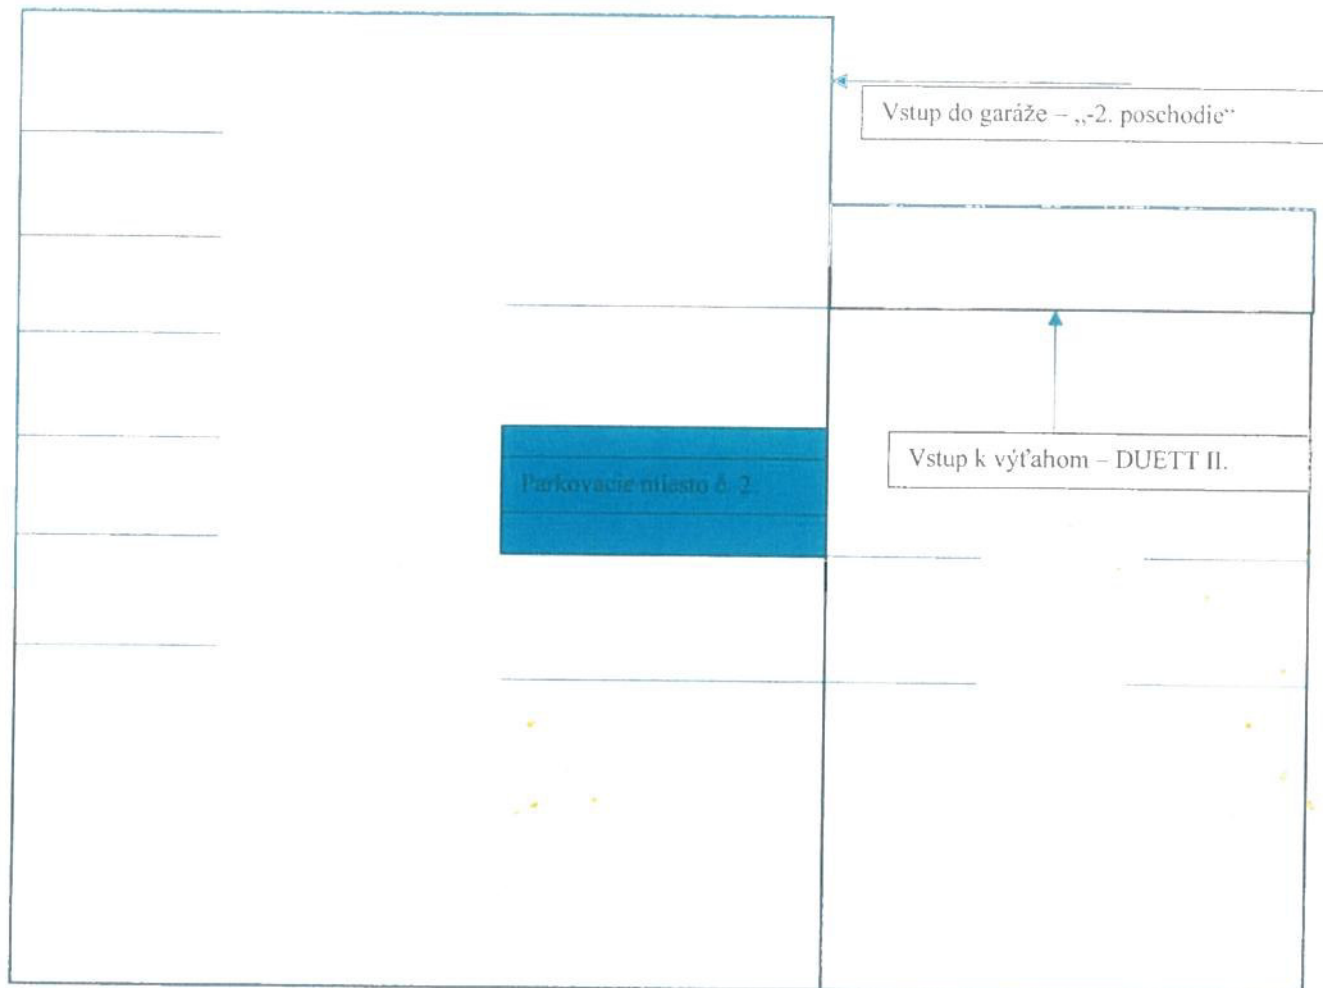 Vstup do garáže – „-2. poschodie“
Vstup k výťahom – DUETT II.
Parkovacie miesto č. 2.